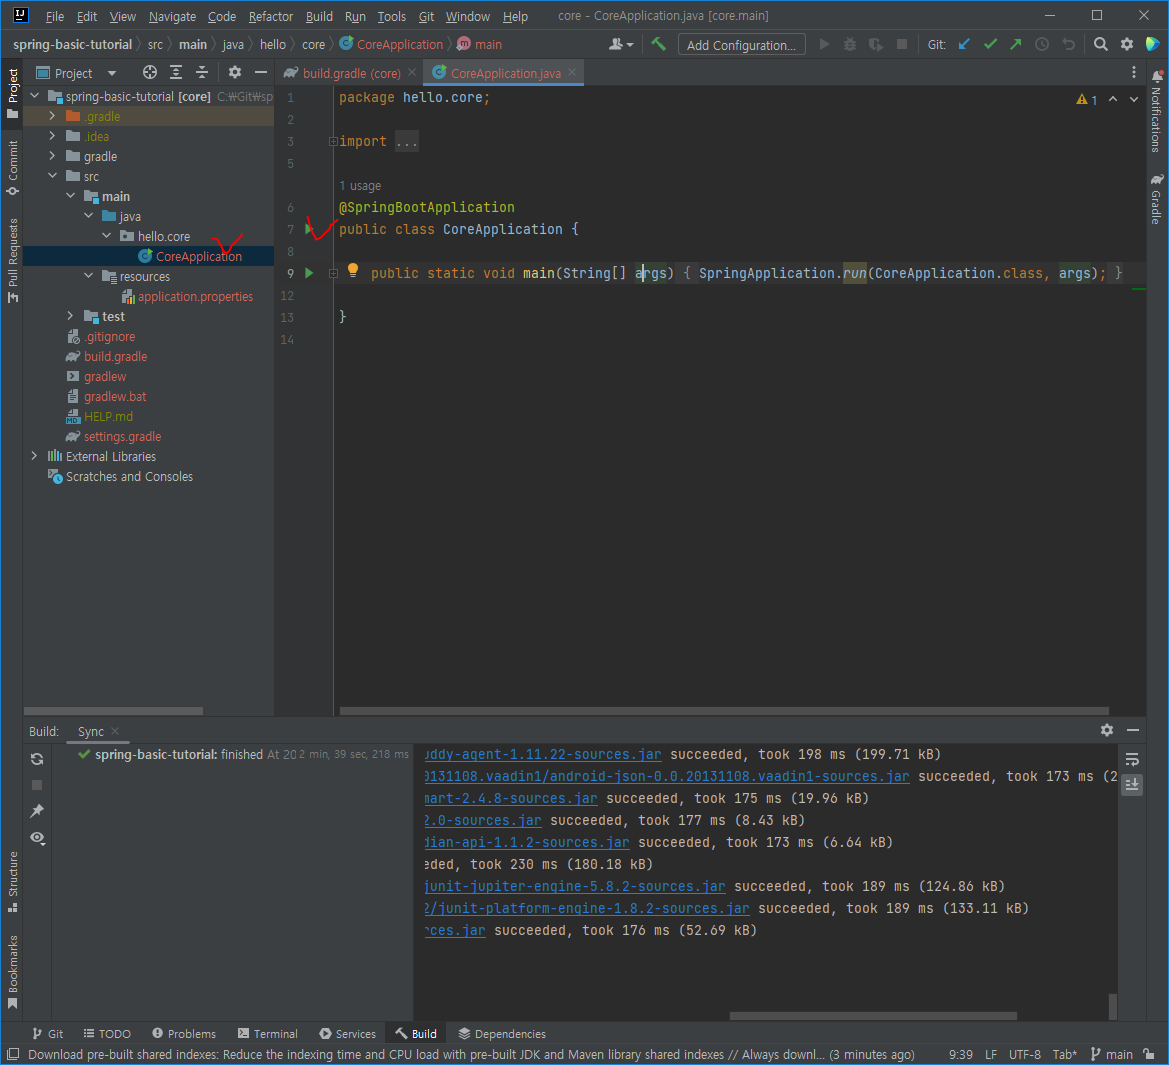 File Edit View Navigate Code Refactor Build Run Tools Git Window Help core - CoreApplication.java [core.main]
spring-basic-tutorial src main java hello core CoreApplication main Add Configuration... Git:
Project
build.gradle (core) CoreApplication.java
Project
Commit
Pull Requests
Structure
Bookmarks
spring-basic-tutorial [core] C:₩Git₩sp
.gradle
.idea
gradle
src
main
java
hello.core
CoreApplication
resources
application.properties
test
.gitignore
build.gradle
gradlew
gradlew.bat
HELP.md
settings.gradle
External Libraries
Scratches and Consoles
1 package hello.core;
2
3 import ...
5
1 usage
6 @SpringBootApplication
7 public class CoreApplication {
8
9 public static void main(String[] args) { SpringApplication.run(CoreApplication.class, args); }
12
13 }
14
1
Notifications
Gradle
Build: Sync
spring-basic-tutorial: finished At 20 2 min, 39 sec, 218 ms
uddy-agent-1.11.22-sources.jar succeeded, took 198 ms (199.71 kB)
20131108.vaadin1/android-json-0.0.20131108.vaadin1-sources.jar succeeded, took 173 ms (2
mart-2.4.8-sources.jar succeeded, took 175 ms (19.96 kB)
2.0-sources.jar succeeded, took 177 ms (8.43 kB)
dian-api-1.1.2-sources.jar succeeded, took 173 ms (6.64 kB)
eded, took 230 ms (180.18 kB)
junit-jupiter-engine-5.8.2-sources.jar succeeded, took 189 ms (124.86 kB)
2/junit-platform-engine-1.8.2-sources.jar succeeded, took 189 ms (133.11 kB)
rces.jar succeeded, took 176 ms (52.69 kB)
Git TODO Problems Terminal Services Build Dependencies
Download pre-built shared indexes: Reduce the indexing time and CPU load with pre-built JDK and Maven library shared indexes // Always downl... (3 minutes ago) 9:39 LF UTF-8 Tab* main